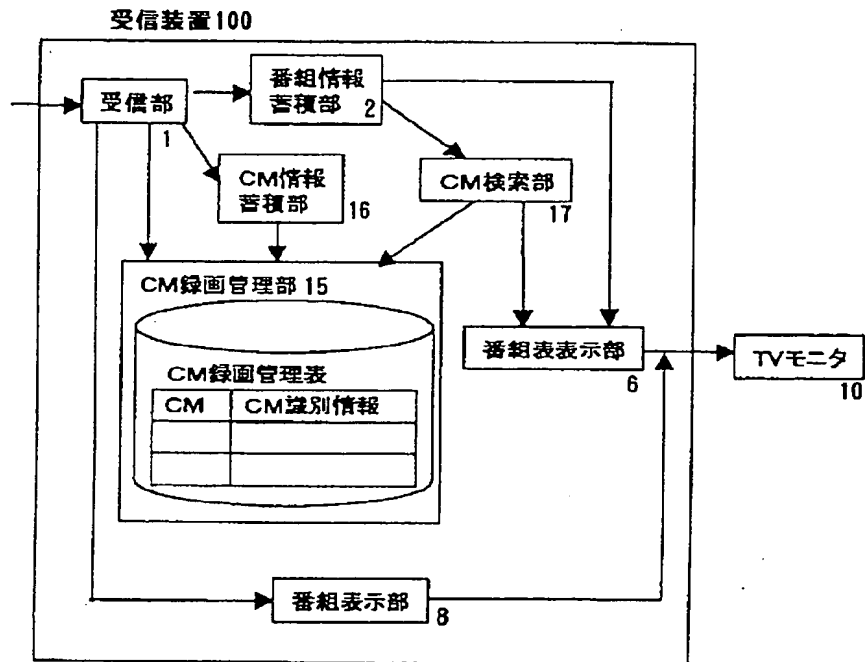 受信装置100
受信部
1
番組情報
蓄積部
2
CM情報
蓄積部
16
CM検索部
17
CM録画管理部 15
CM録画管理表
CM
CM識別情報
番組表表示部
6
TVモニタ
10
番組表示部
8